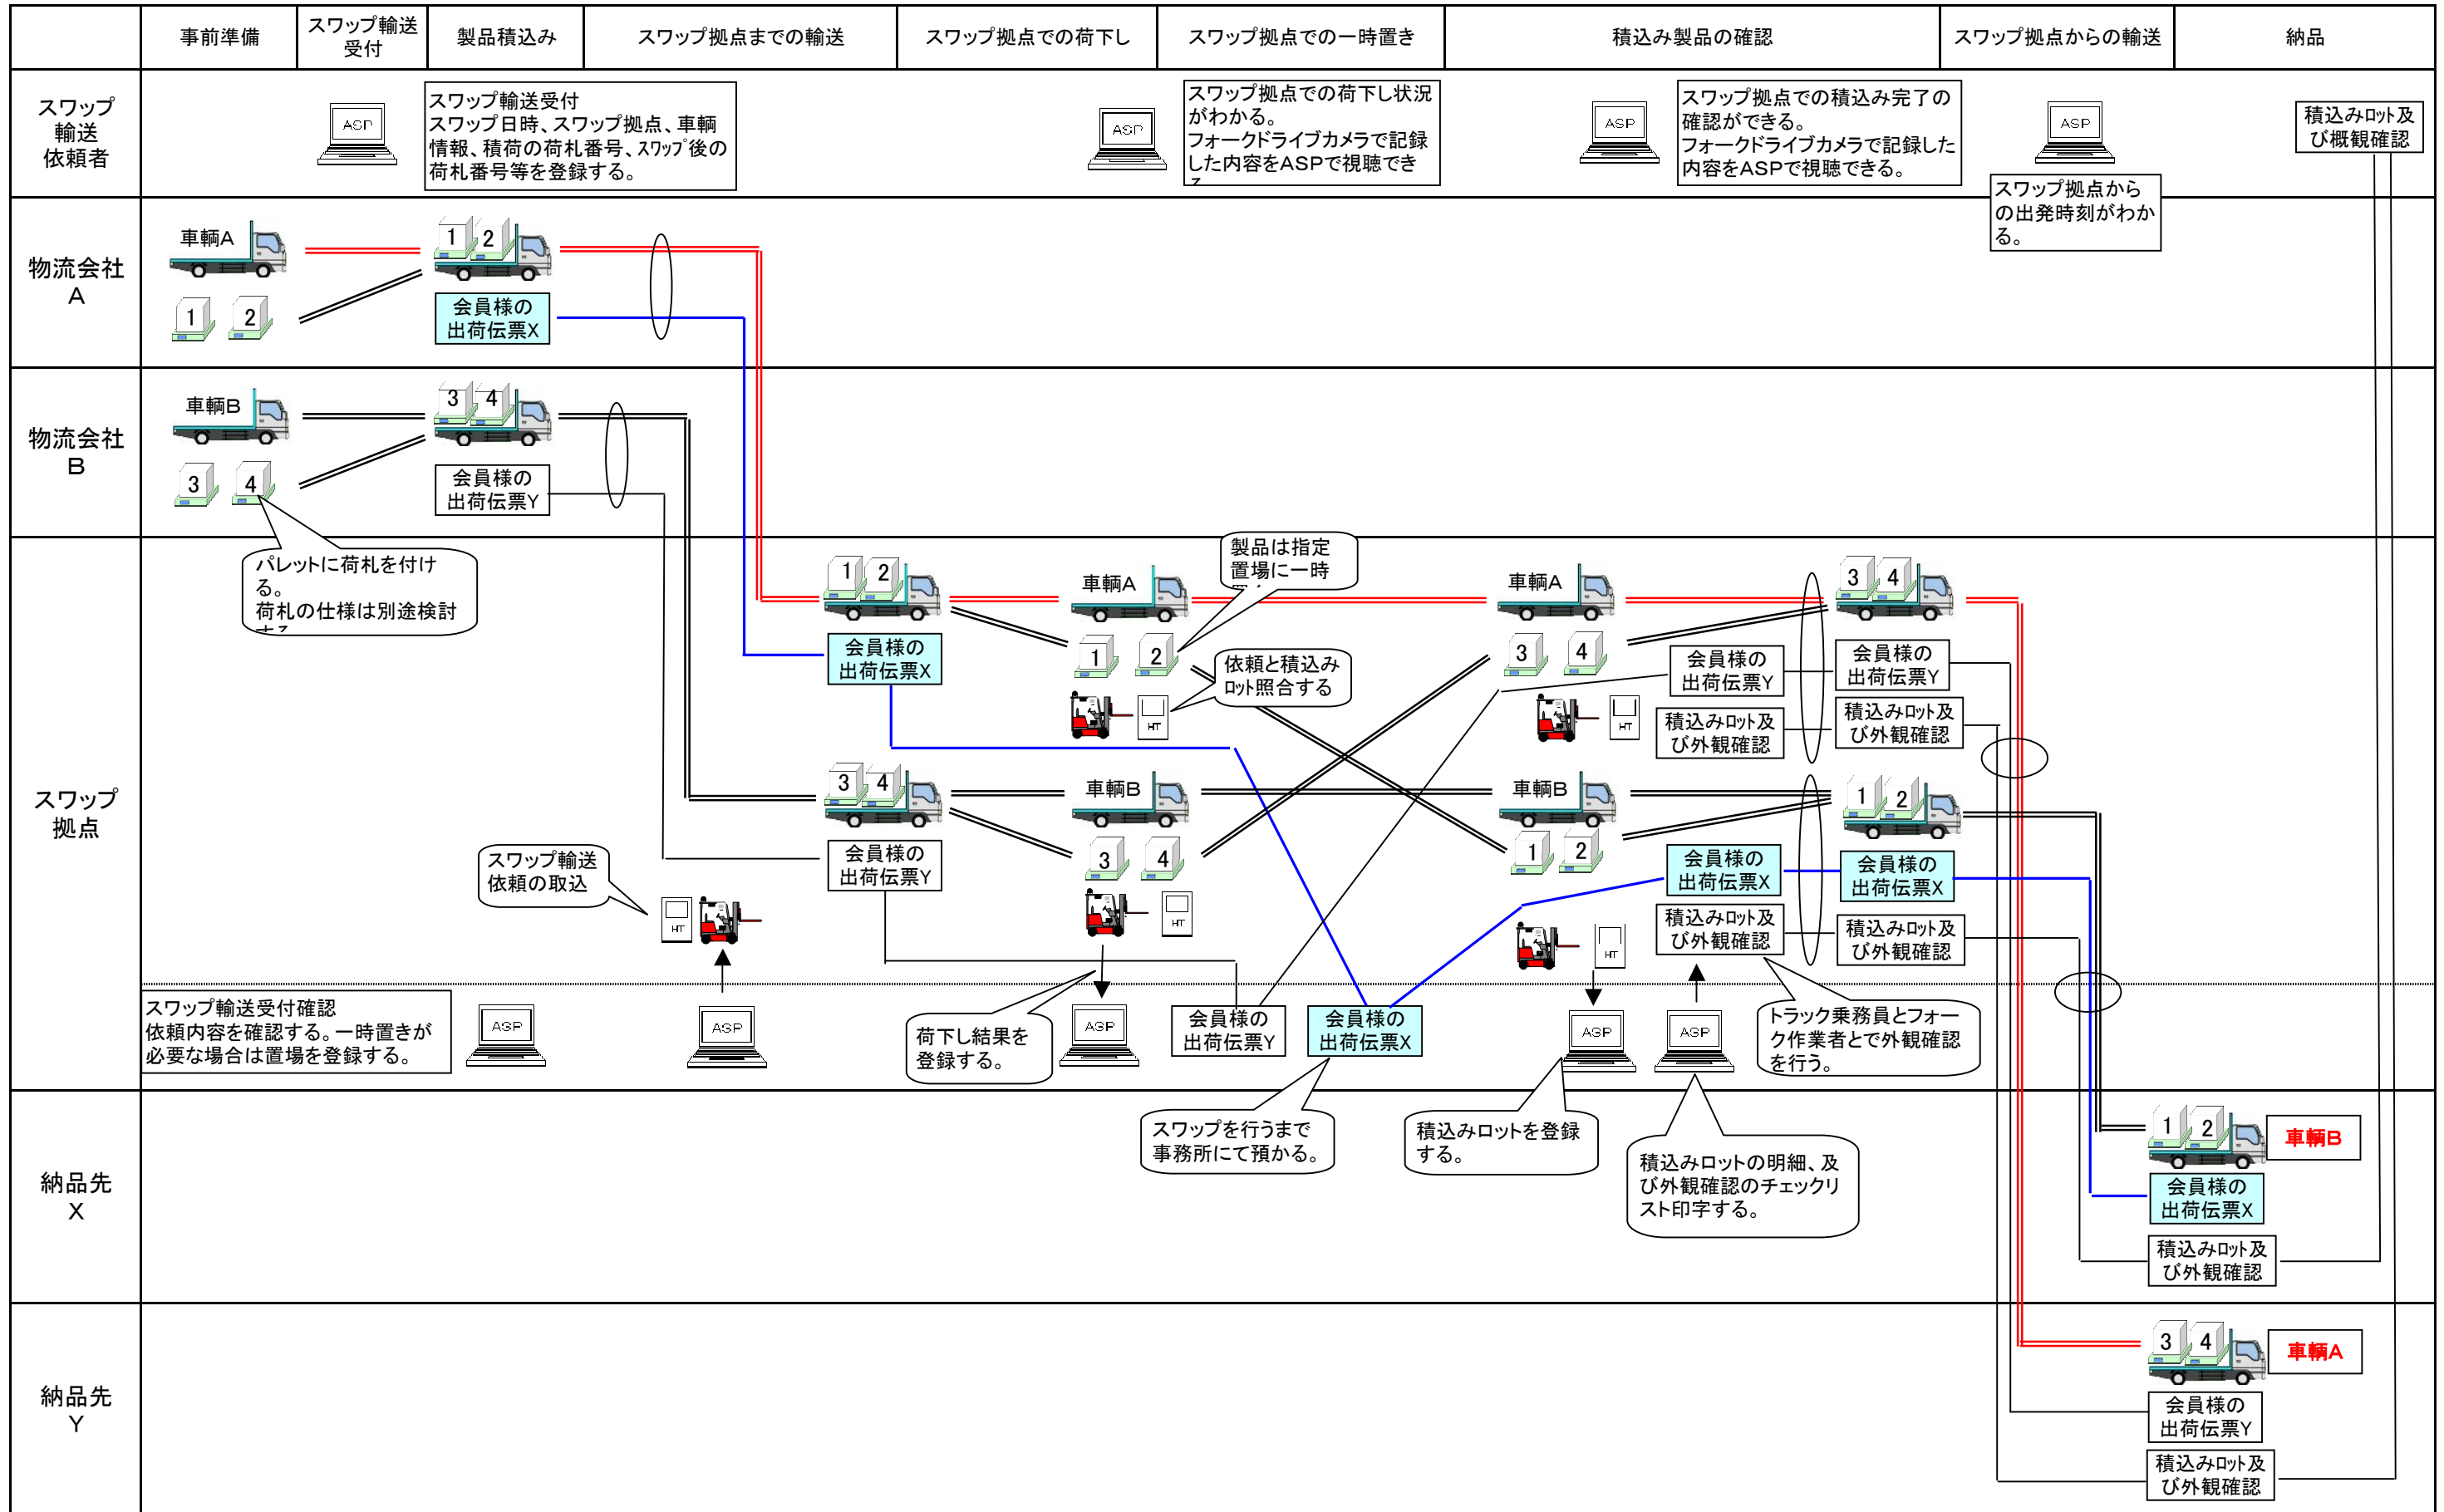 事前準備
スワップ輸送
受付
製品積込み
スワップ拠点までの輸送
スワップ拠点での荷下し
スワップ拠点での一時置き
積込み製品の確認
スワップ拠点からの輸送
納品
スワップ
輸送
依頼者
ASP
スワップ輸送受付
スワップ日時、スワップ拠点、車輌
情報、積荷の荷札番号、スワップ後の
荷札番号等を登録する。
ASP
スワップ拠点での荷下し状況
がわかる。
フォークドライブカメラで記録
した内容をASPで視聴でき
ASP
スワップ拠点での積込み完了の
確認ができる。
フォークドライブカメラで記録した
内容をASPで視聴できる。
ASP
スワップ拠点から
の出発時刻がわか
る。
積込みロット及
び概観確認
物流会社
A
車輌A
1 2
1 2
会員様の
出荷伝票X
物流会社
B
車輌B
3 4
3 4
会員様の
出荷伝票Y
パレットに荷札を付け
る。
荷札の仕様は別途検討
スワップ
拠点
1 2
会員様の
出荷伝票X
車輌A
1 2
製品は指定
置場に一時
依頼と積込み
ロット照合する
HT
車輌A
3 4
HT
会員様の
出荷伝票Y
積込みロット及
び外観確認
3 4
会員様の
出荷伝票Y
積込みロット及
び外観確認
3 4
会員様の
出荷伝票Y
車輌B
3 4
HT
車輌B
1 2
HT
会員様の
出荷伝票X
積込みロット及
び外観確認
1 2
会員様の
出荷伝票X
積込みロット及
び外観確認
スワップ輸送
依頼の取込
HT
スワップ輸送受付確認
依頼内容を確認する。一時置きが
必要な場合は置場を登録する。
ASP
ASP
荷下し結果を
登録する。
ASP
会員様の
出荷伝票Y
会員様の
出荷伝票X
ASP
ASP
トラック乗務員とフォー
ク作業者とで外観確認
を行う。
スワップを行うまで
事務所にて預かる。
積込みロットを登録
する。
積込みロットの明細、及
び外観確認のチェックリ
スト印字する。
納品先
X
1 2
車輌B
会員様の
出荷伝票X
積込みロット及
び外観確認
納品先
Y
3 4
車輌A
会員様の
出荷伝票Y
積込みロット及
び外観確認